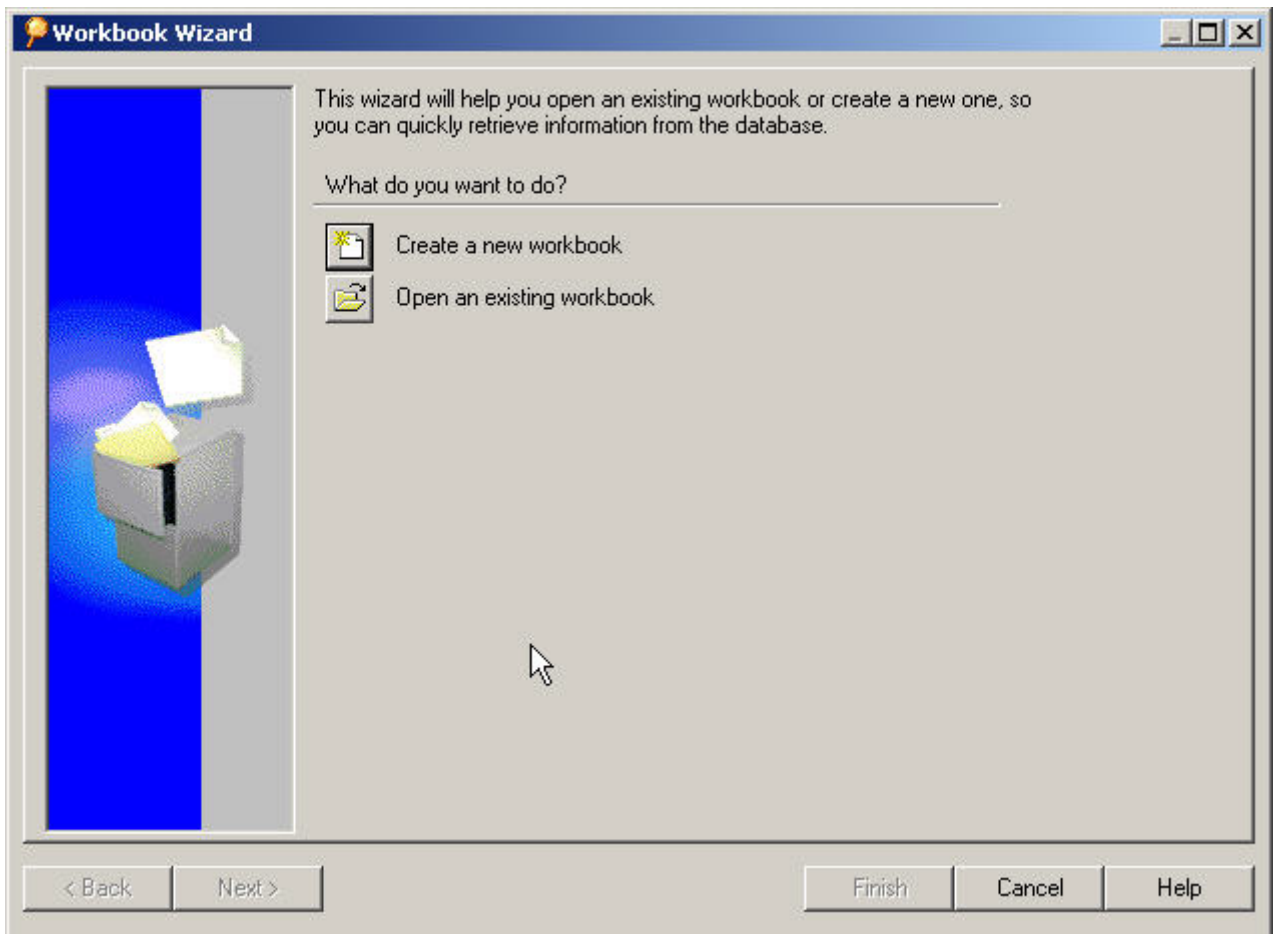 Workbook Wizard
This wizard will help you open an existing workbook or create a new one, so
you can quickly retrieve information from the database.
What do you want to do?
Create a new workbook
Open an existing workbook
< Back Next > Finish Cancel Help